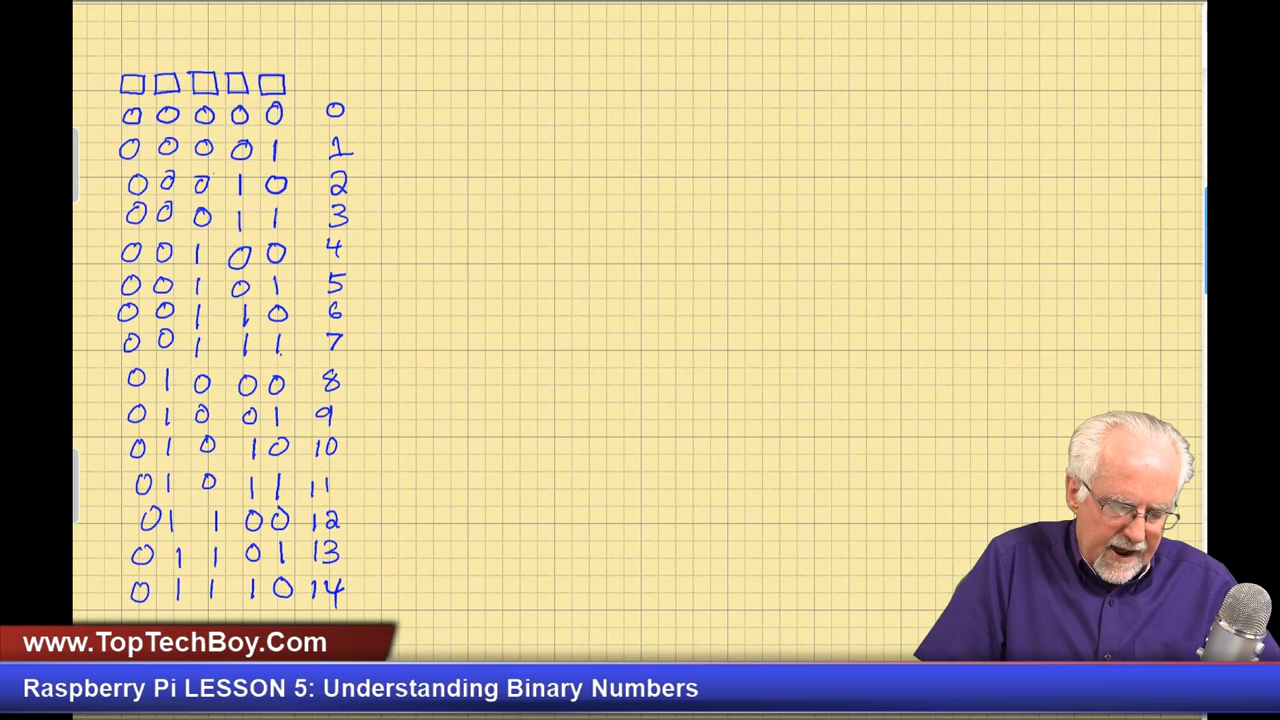 0 0 0 0 0 0
0 0 0 0 1 1
0 0 0 1 0 2
0 0 0 1 1 3
0 0 1 0 0 4
0 0 1 0 1 5
0 0 1 1 0 6
0 0 1 1 1 7
0 1 0 0 0 8
0 1 0 0 1 9
0 1 0 1 0 10
0 1 0 1 1 11
0 1 1 0 0 12
0 1 1 0 1 13
0 1 1 1 0 14
www.TopTechBoy.Com
Raspberry Pi LESSON 5: Understanding Binary Numbers